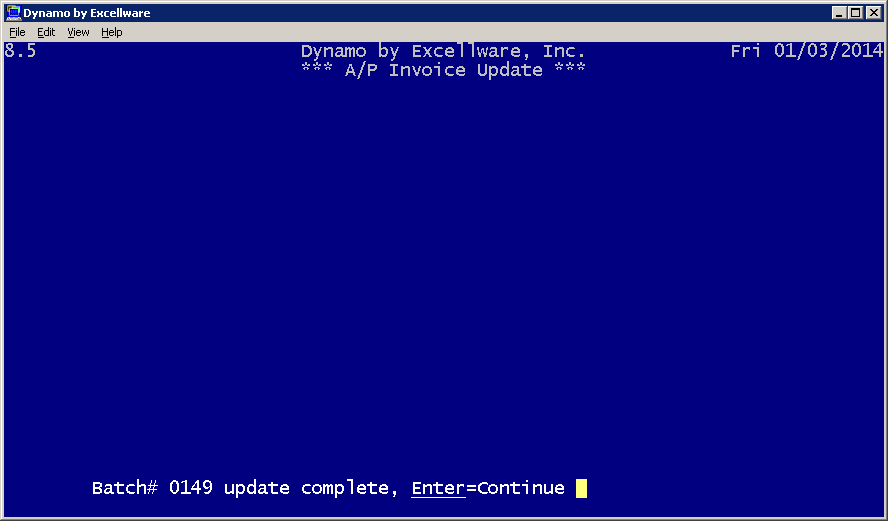 Dynamo by Excellware
File Edit View Help
8.5 Dynamo by Excellware, Inc. Fri 01/03/2014
*** A/P Invoice Update ***
Batch# 0149 update complete, Enter=Continue